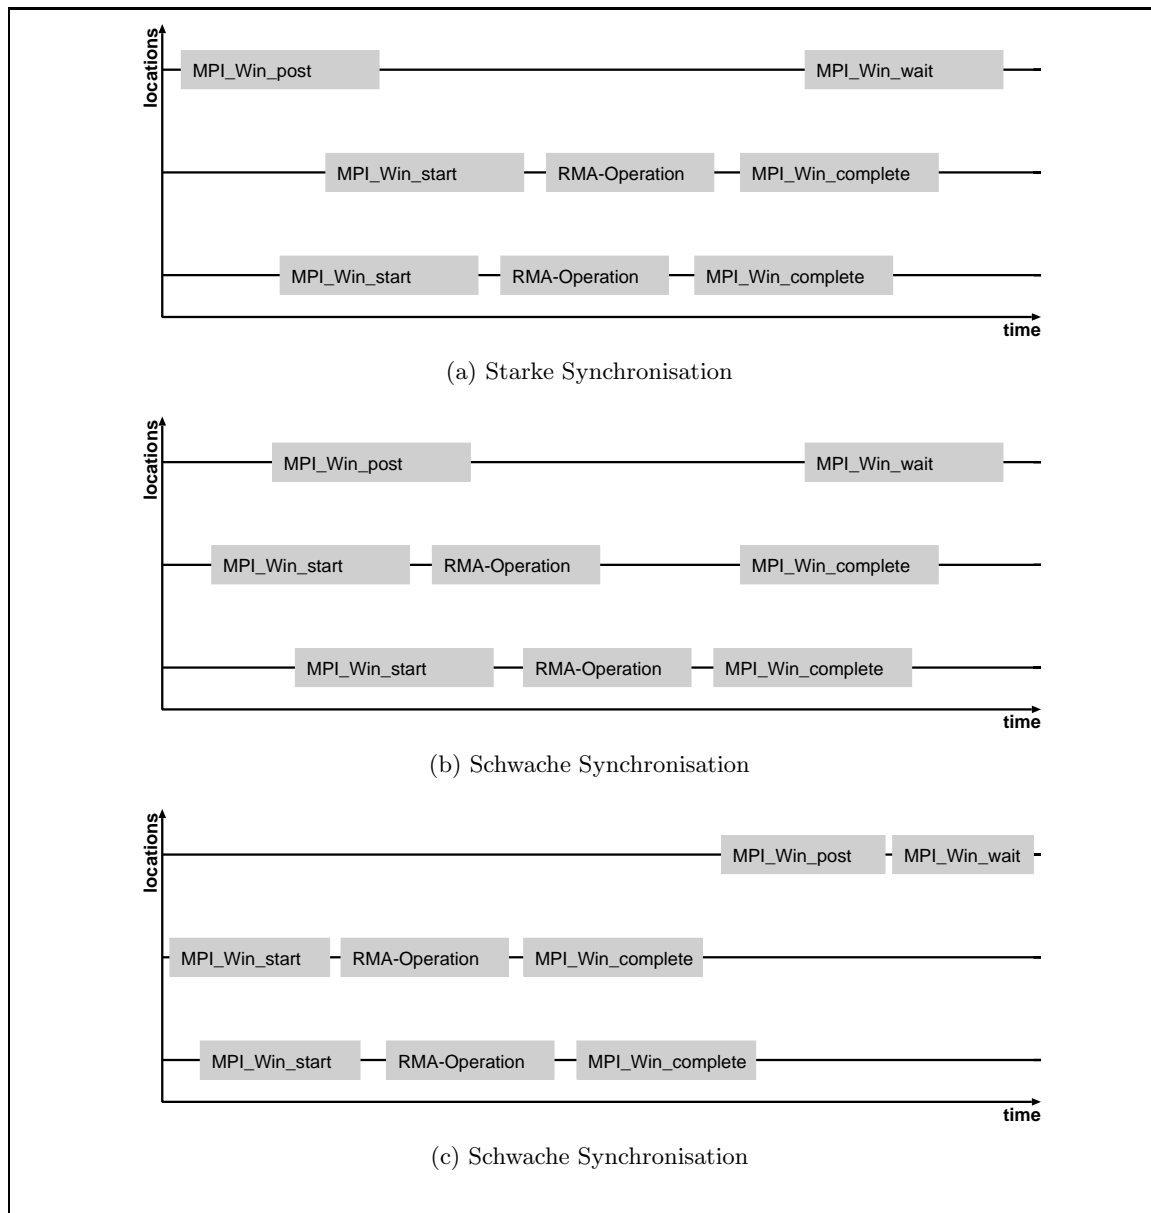 locations
MPI_Win_post MPI_Win_wait
MPI_Win_start RMA-Operation MPI_Win_complete
MPI_Win_start RMA-Operation MPI_Win_complete
time
(a) Starke Synchronisation
locations
MPI_Win_post MPI_Win_wait
MPI_Win_start RMA-Operation MPI_Win_complete
MPI_Win_start RMA-Operation MPI_Win_complete
time
(b) Schwache Synchronisation
locations
MPI_Win_post MPI_Win_wait
MPI_Win_start RMA-Operation MPI_Win_complete
MPI_Win_start RMA-Operation MPI_Win_complete
time
(c) Schwache Synchronisation